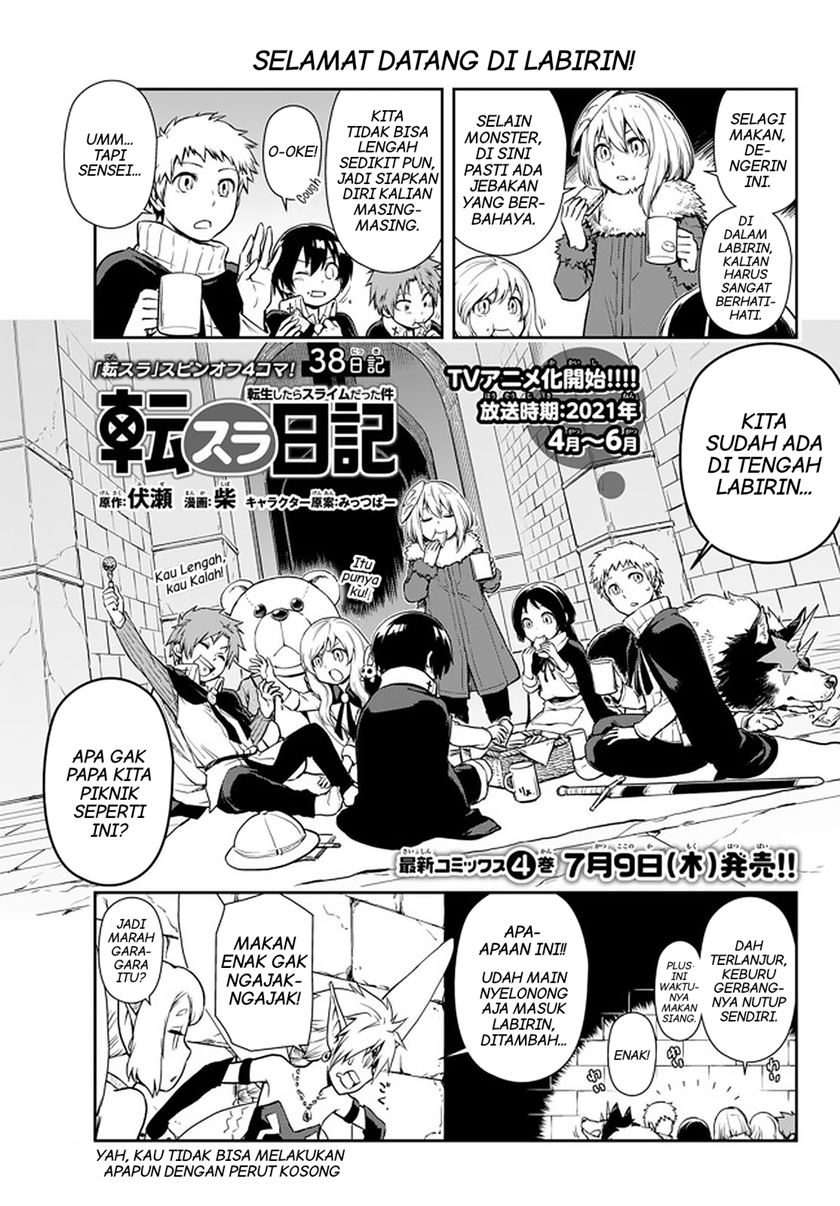 SELAMAT DATANG DI LABIRIN!
SELAGI
MAKAN,
DE-
NGERIN
INI.
DI
DALAM
LABIRIN,
KALIAN
HARUS
SANGAT
BERHATI-
HATI.
SELAIN
MONSTER,
DI SINI
PASTI ADA
JEBAKAN
YANG BER-
BAHAYA.
KITA
TIDAK BISA
LENGAH
SEDIKIT PUN,
JADI SIAPKAN
DIRI KALIAN
MASING-
MASING.
O-OKE!
UMM...
TAPI
SENSEI...
「転スラ」スピンオフ4コマ!
38日記
転生したらスライムだった件
転スラ日記
原作:伏瀬 漫画:柴 キャラクター原案:みっつばー
TVアニメ化開始!!!!
放送時期:2021年
4月~6月
KITA
SUDAH ADA
DI TENGAH
LABIRIN...
Kau Lengah,
kau Kalah!
Itu
punya
ku!
APA GAK
PAPA KITA
PIKNIK
SEPERTI
INI?
最新コミックス4巻 7月9日(木)発売!!
DAH
TERLANJUR,
KEBURU
GERBANG-
NYA NUTUP
SENDIRI.
PLUS
INI
WAKTU-
NYA MAKAN
SIANG.
ENAK!
APA-
APAAN INI!!
UDAH MAIN
NYELONONG
AJA MASUK
LABIRIN,
DITAMBAH...
MAKAN
ENAK GAK
NGAJAK-
NGAJAK!
JADI
MARAH
GARA-
GARA
ITU?
YAH, KAU TIDAK BISA MELAKUKAN
APAPUN DENGAN PERUT KOSONG